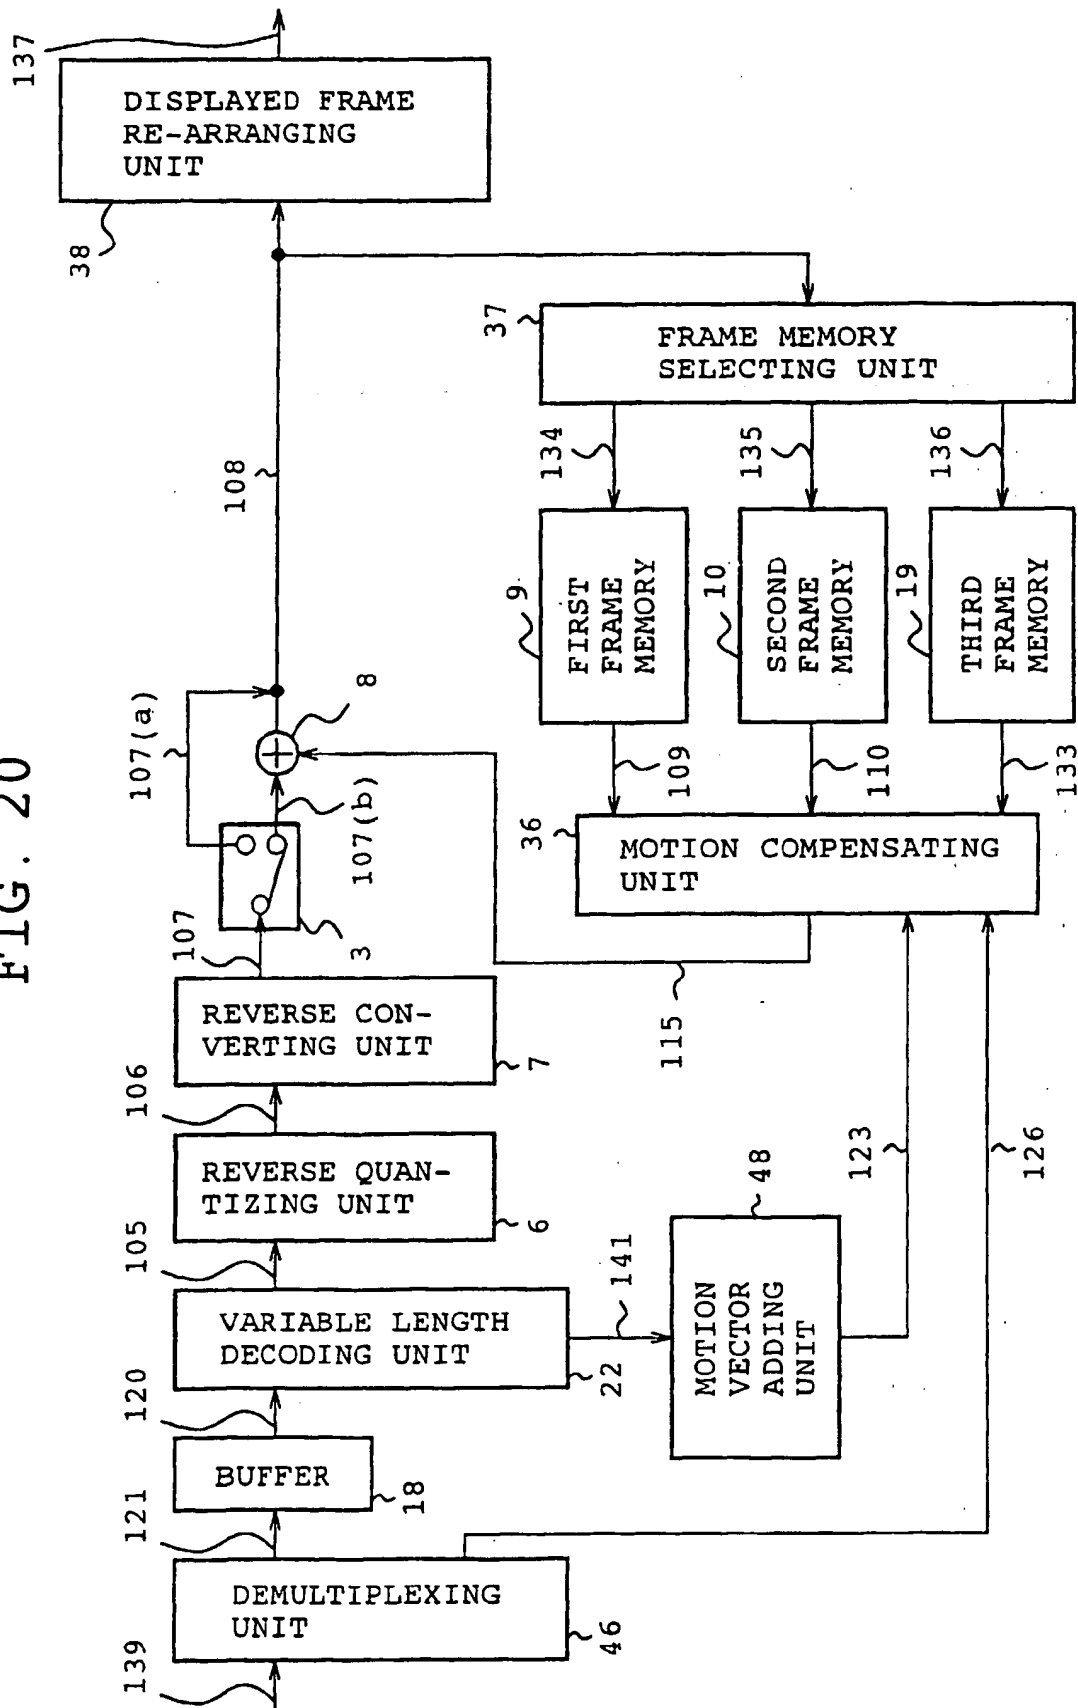 FIG. 20
137
DISPLAYED FRAME
RE-ARRANGING
UNIT
38
37
FRAME MEMORY
SELECTING UNIT
108
134
135
136
9
FIRST
FRAME
MEMORY
10
SECOND
FRAME
MEMORY
19
THIRD
FRAME
MEMORY
107(a)
8
107(b)
109
110
133
36
MOTION COMPENSATING
UNIT
107
3
REVERSE CON-
VERTING UNIT
7
115
106
REVERSE QUAN-
TIZING UNIT
6
123
126
48
105
VARIABLE LENGTH
DECODING UNIT
22
141
MOTION
VECTOR
ADDING
UNIT
120
BUFFER
18
121
DEMULTIPLEXING
UNIT
46
139